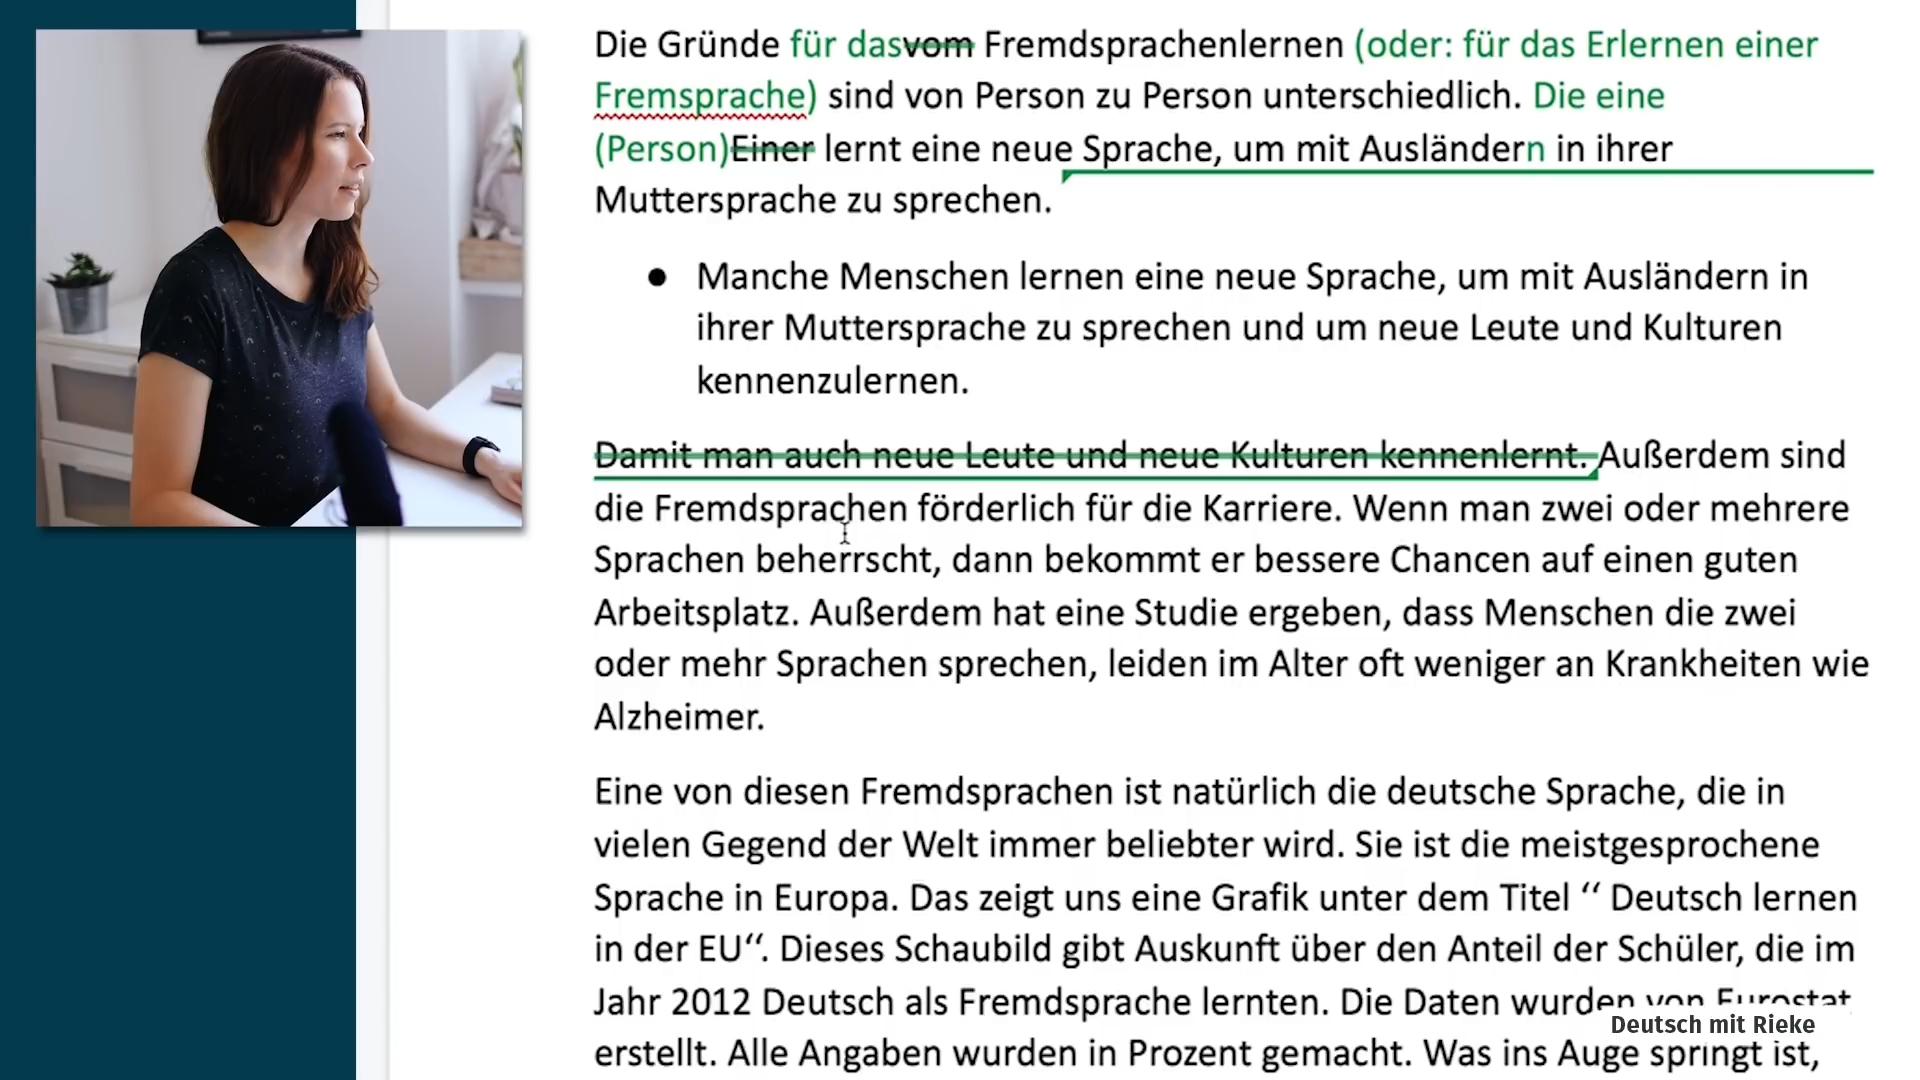 Die Gründe für dasvom Fremdsprachenlernen (oder: für das Erlernen einer
Fremsprache) sind von Person zu Person unterschiedlich. Die eine
(Person)Einer lernt eine neue Sprache, um mit Ausländern in ihrer
Muttersprache zu sprechen.
● Manche Menschen lernen eine neue Sprache, um mit Ausländern in
ihrer Muttersprache zu sprechen und um neue Leute und Kulturen
kennenzulernen.
Damit man auch neue Leute und neue Kulturen kennenlernt. Außerdem sind
die Fremdsprachen förderlich für die Karriere. Wenn man zwei oder mehrere
Sprachen beherrscht, dann bekommt er bessere Chancen auf einen guten
Arbeitsplatz. Außerdem hat eine Studie ergeben, dass Menschen die zwei
oder mehr Sprachen sprechen, leiden im Alter oft weniger an Krankheiten wie
Alzheimer.
Eine von diesen Fremdsprachen ist natürlich die deutsche Sprache, die in
vielen Gegend der Welt immer beliebter wird. Sie ist die meistgesprochene
Sprache in Europa. Das zeigt uns eine Grafik unter dem Titel “ Deutsch lernen
in der EU“. Dieses Schaubild gibt Auskunft über den Anteil der Schüler, die im
Jahr 2012 Deutsch als Fremdsprache lernten. Die Daten wurden von Eurostat
erstellt. Alle Angaben wurden in Prozent gemacht. Was ins Auge springt ist,
Deutsch mit Rieke